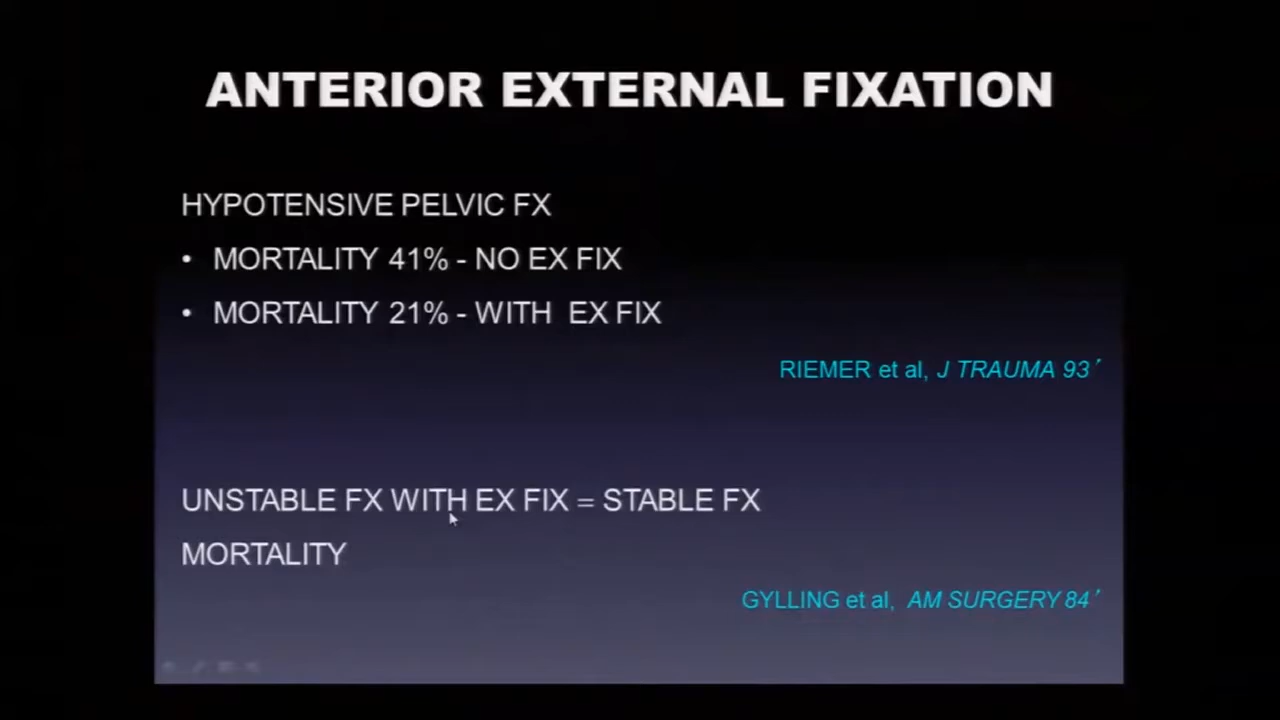 ANTERIOR EXTERNAL FIXATION
HYPOTENSIVE PELVIC FX
• MORTALITY 41% - NO EX FIX
• MORTALITY 21% - WITH EX FIX
RIEMER et al, J TRAUMA 93’
UNSTABLE FX WITH EX FIX = STABLE FX
MORTALITY
GYLLING et al, AM SURGERY 84’